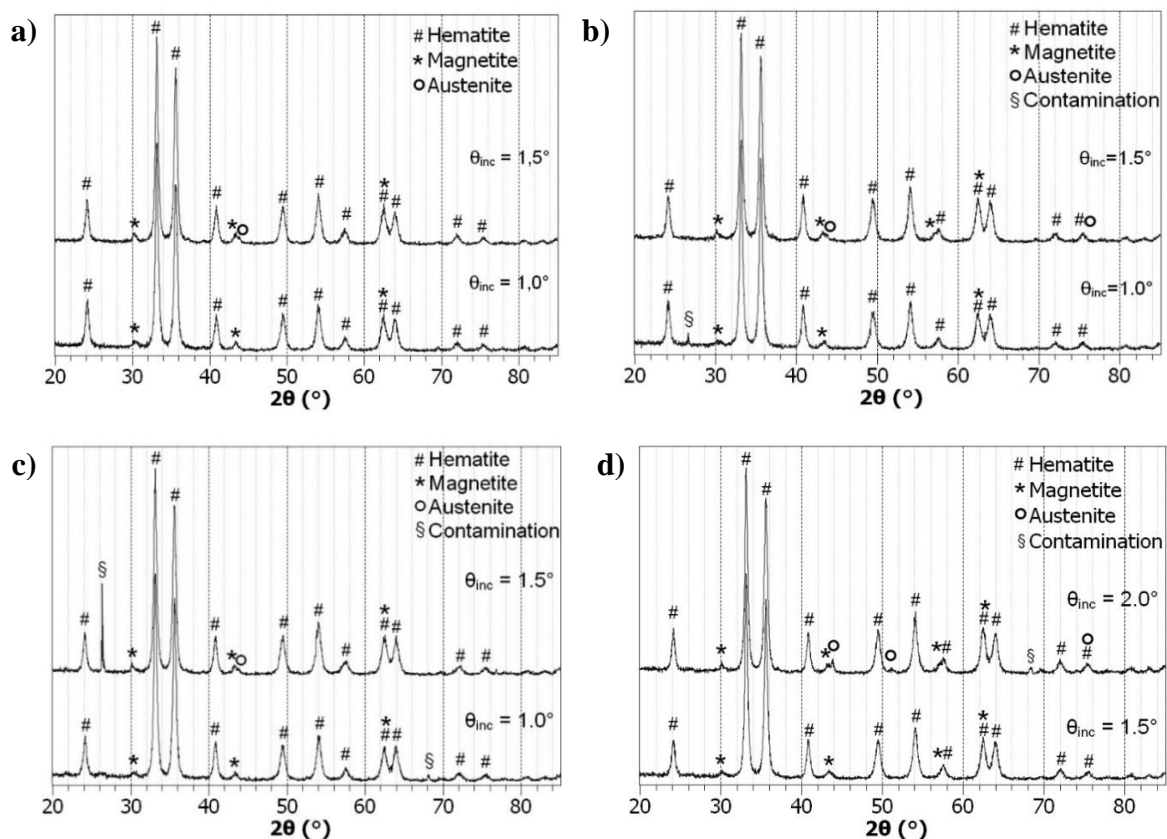 a)
# Hematite
* Magnetite
o Austenite
# # #
θinc = 1,5°
# * * o # # # # * # # # #
# # #
θinc = 1,0°
# * # * # # # * # # # #
20 30 40 50 60 70 80
2θ (°)
b)
# Hematite
* Magnetite
o Austenite
§ Contamination
# #
θinc=1.5°
# * # * o # # * # * # # # # o
θinc=1.0°
# § * # * # # # * # # # #
20 30 40 50 60 70 80
2θ (°)
c)
# Hematite
* Magnetite
o Austenite
§ Contamination
# #
θinc = 1.5°
# § * # * o # # # * # # # #
θinc = 1.0°
# * # * # # # * # # § # #
20 30 40 50 60 70 80
2θ (°)
d)
# Hematite
* Magnetite
o Austenite
§ Contamination
# #
θinc = 2.0°
# * # * o # o # * # * # # § # o #
θinc = 1.5°
# * # * # # * # * # # # #
20 30 40 50 60 70 80
2θ (°)